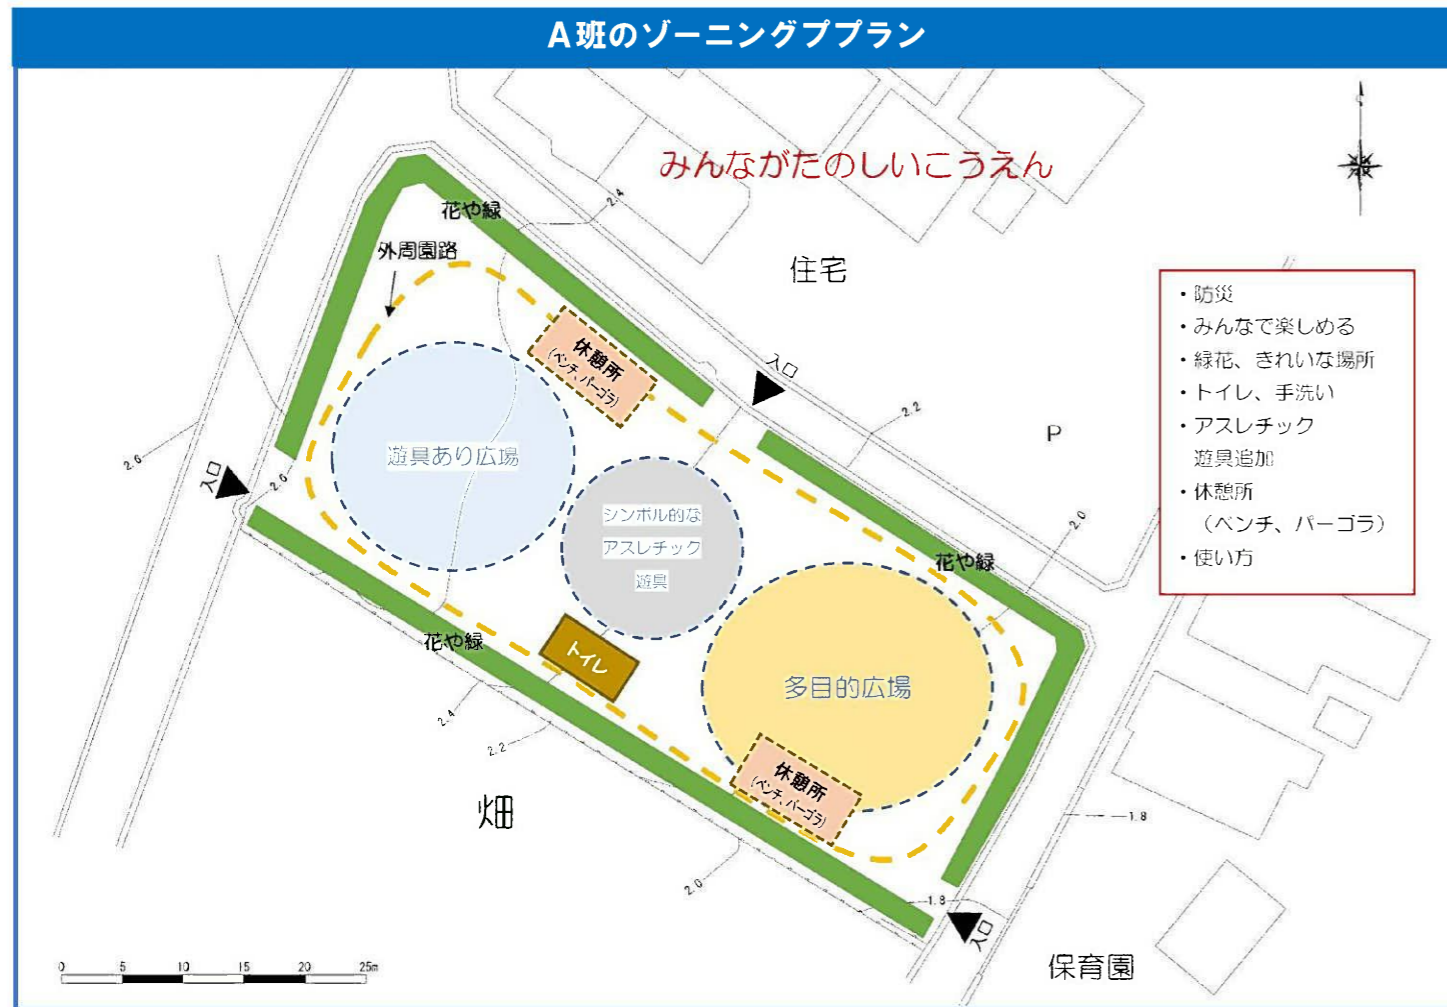 A班のゾーニングププラン
みんながたのしいこうえん
花や緑
2.4
外周園路
住宅
・防災
・みんなで楽しめる
・緑花、きれいな場所
・トイレ、手洗い
・アスレチック
遊具追加
・休憩所
（ベンチ、パーゴラ）
・使い方
休憩所
(ベンチ、パーゴラ)
入口
2.2
P
2.6
入口
2.6
遊具あり広場
シンボル的な
アスレチック
遊具
2.0
花や緑
花や緑
トイレ
多目的広場
2.4
2.2
休憩所
(ベンチ、パーゴラ)
畑
1.8
2.0
1.8
入口
保育園
0 5 10 15 20 25m